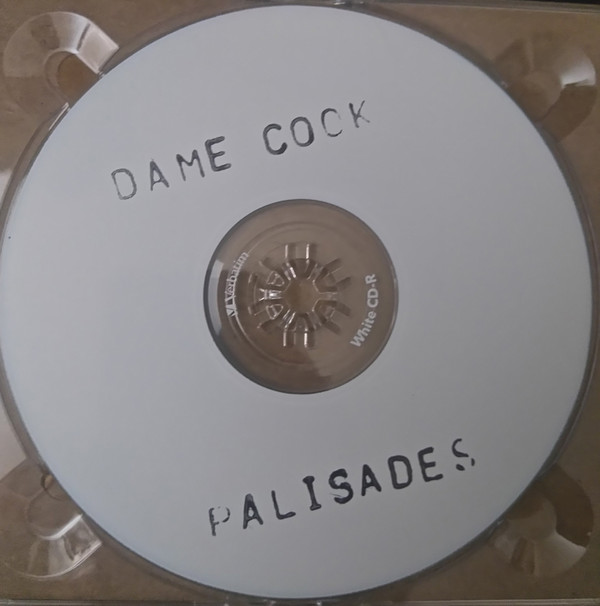 DAME COCK
Verbatim
White CD-R
PALISADES